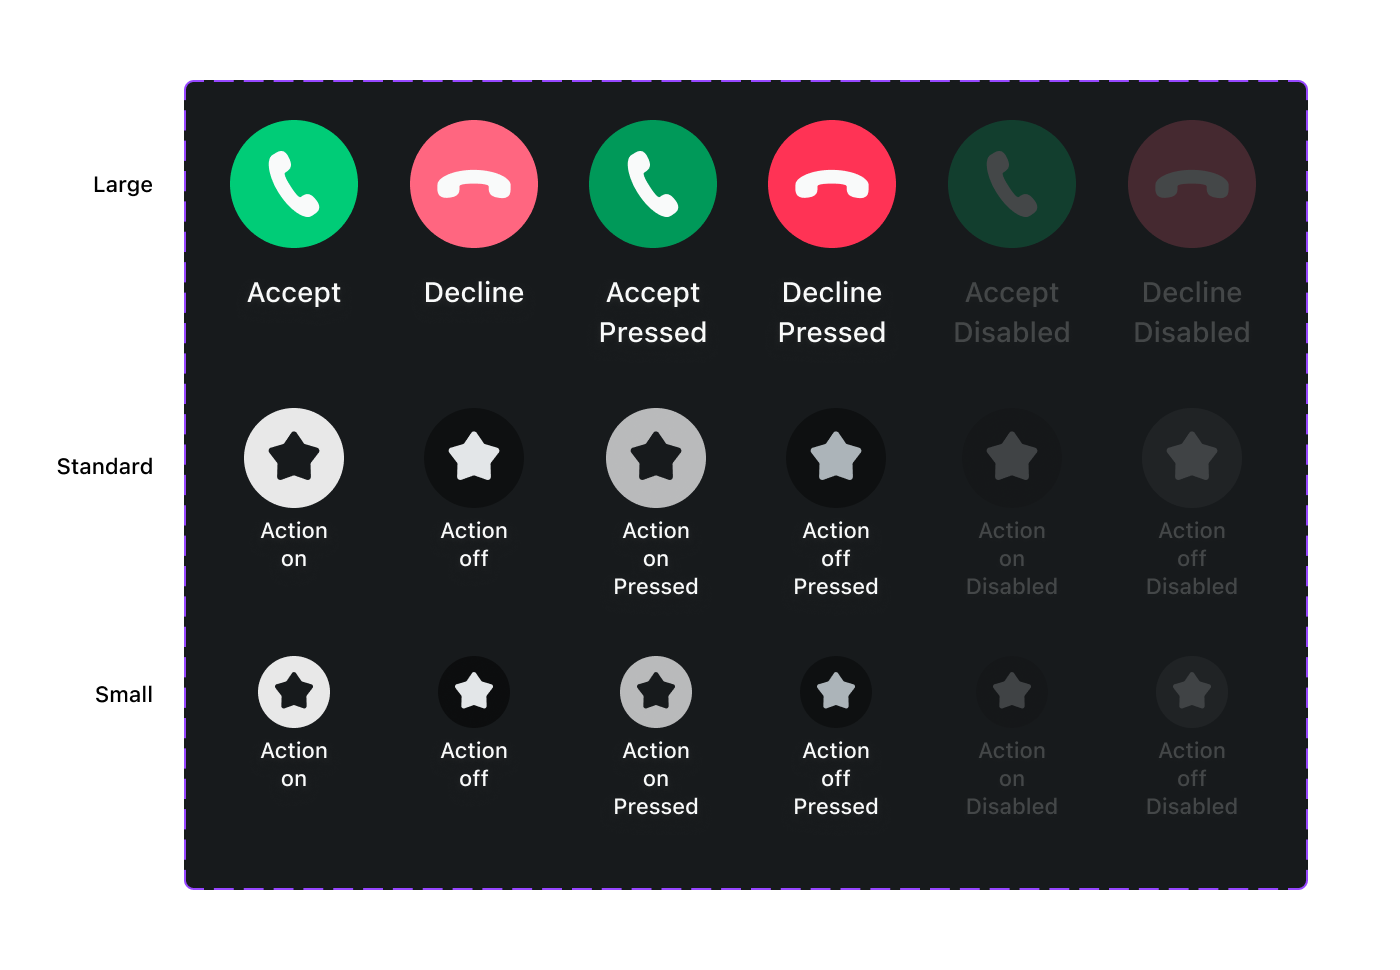 Large
Accept
Decline
Accept
Pressed
Decline
Pressed
Accept
Disabled
Decline
Disabled
Standard
Action
on
Action
off
Action
on
Pressed
Action
off
Pressed
Action
on
Disabled
Action
off
Disabled
Small
Action
on
Action
off
Action
on
Pressed
Action
off
Pressed
Action
on
Disabled
Action
off
Disabled